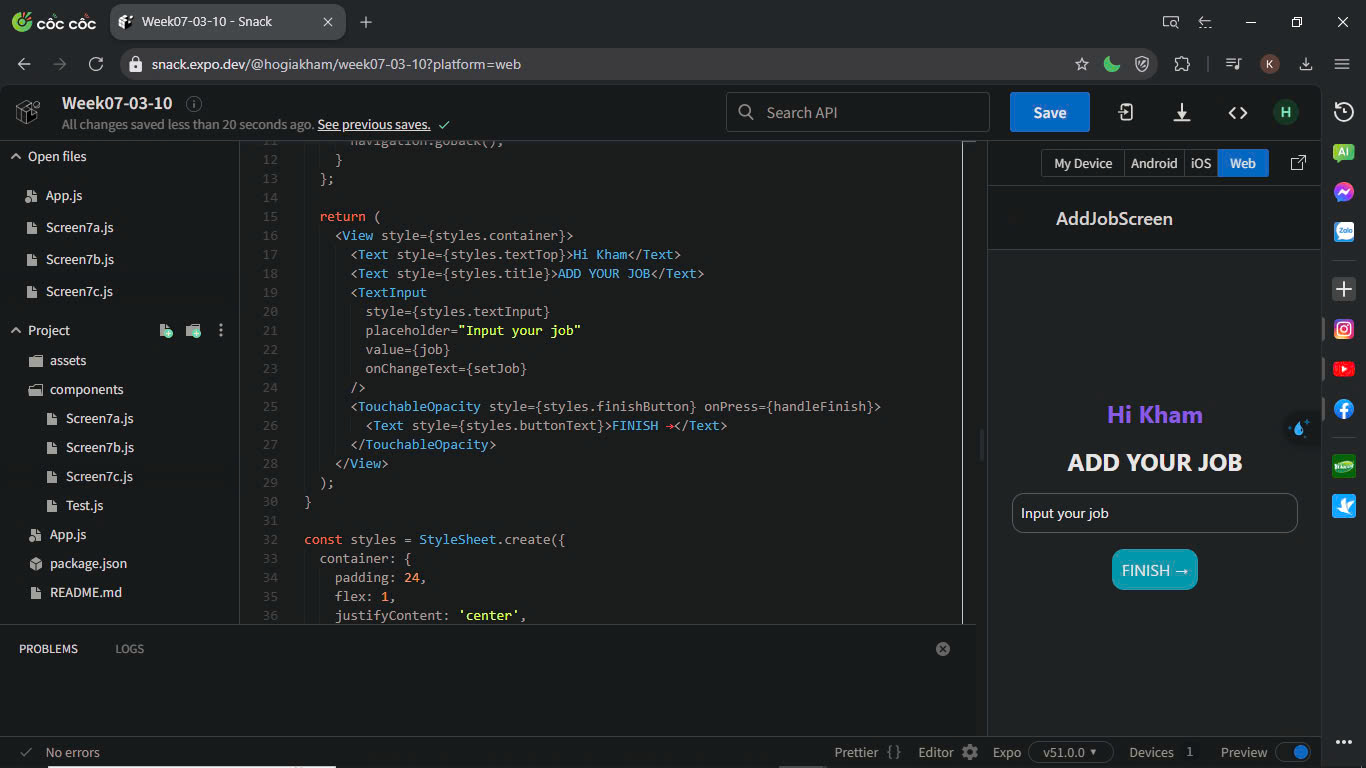 cốc cốc
Week07-03-10 - Snack
snack.expo.dev/@hogiakham/week07-03-10?platform=web
K
Week07-03-10
All changes saved less than 20 seconds ago. See previous saves.
Search API
Save
H
Open files
App.js
Screen7a.js
Screen7b.js
Screen7c.js
Project
assets
components
Screen7a.js
Screen7b.js
Screen7c.js
Test.js
App.js
package.json
README.md
11 navigation.goBack();
12 }
13 };
14
15 return (
16 <View style={styles.container}>
17 <Text style={styles.textTop}>Hi Kham</Text>
18 <Text style={styles.title}>ADD YOUR JOB</Text>
19 <TextInput
20 style={styles.textInput}
21 placeholder="Input your job"
22 value={job}
23 onChangeText={setJob}
24 />
25 <TouchableOpacity style={styles.finishButton} onPress={handleFinish}>
26 <Text style={styles.buttonText}>FINISH →</Text>
27 </TouchableOpacity>
28 </View>
29 );
30 }
31
32 const styles = StyleSheet.create({
33 container: {
34 padding: 24,
35 flex: 1,
36 justifyContent: 'center',
My Device Android iOS Web
AddJobScreen
Hi Kham
ADD YOUR JOB
Input your job
FINISH →
AI
Zalo
PROBLEMS LOGS
No errors
Prettier {} Editor Expo v51.0.0 Devices 1 Preview